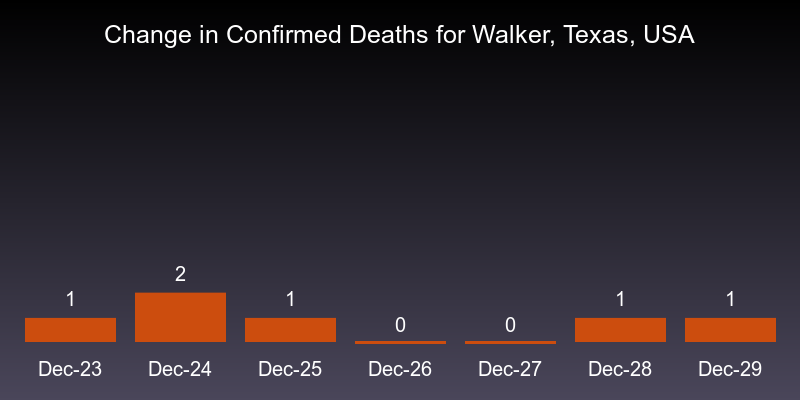 Change in Confirmed Deaths for Walker, Texas, USA
1 2 1 0 0 1 1
Dec-23 Dec-24 Dec-25 Dec-26 Dec-27 Dec-28 Dec-29